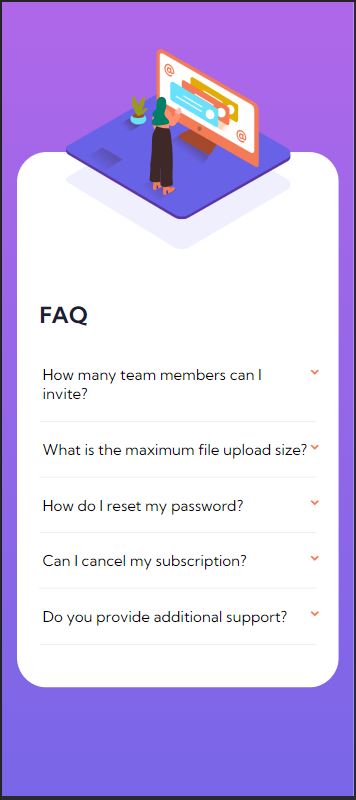 @
@
FAQ
How many team members can I
invite?
What is the maximum file upload size?
How do I reset my password?
Can I cancel my subscription?
Do you provide additional support?